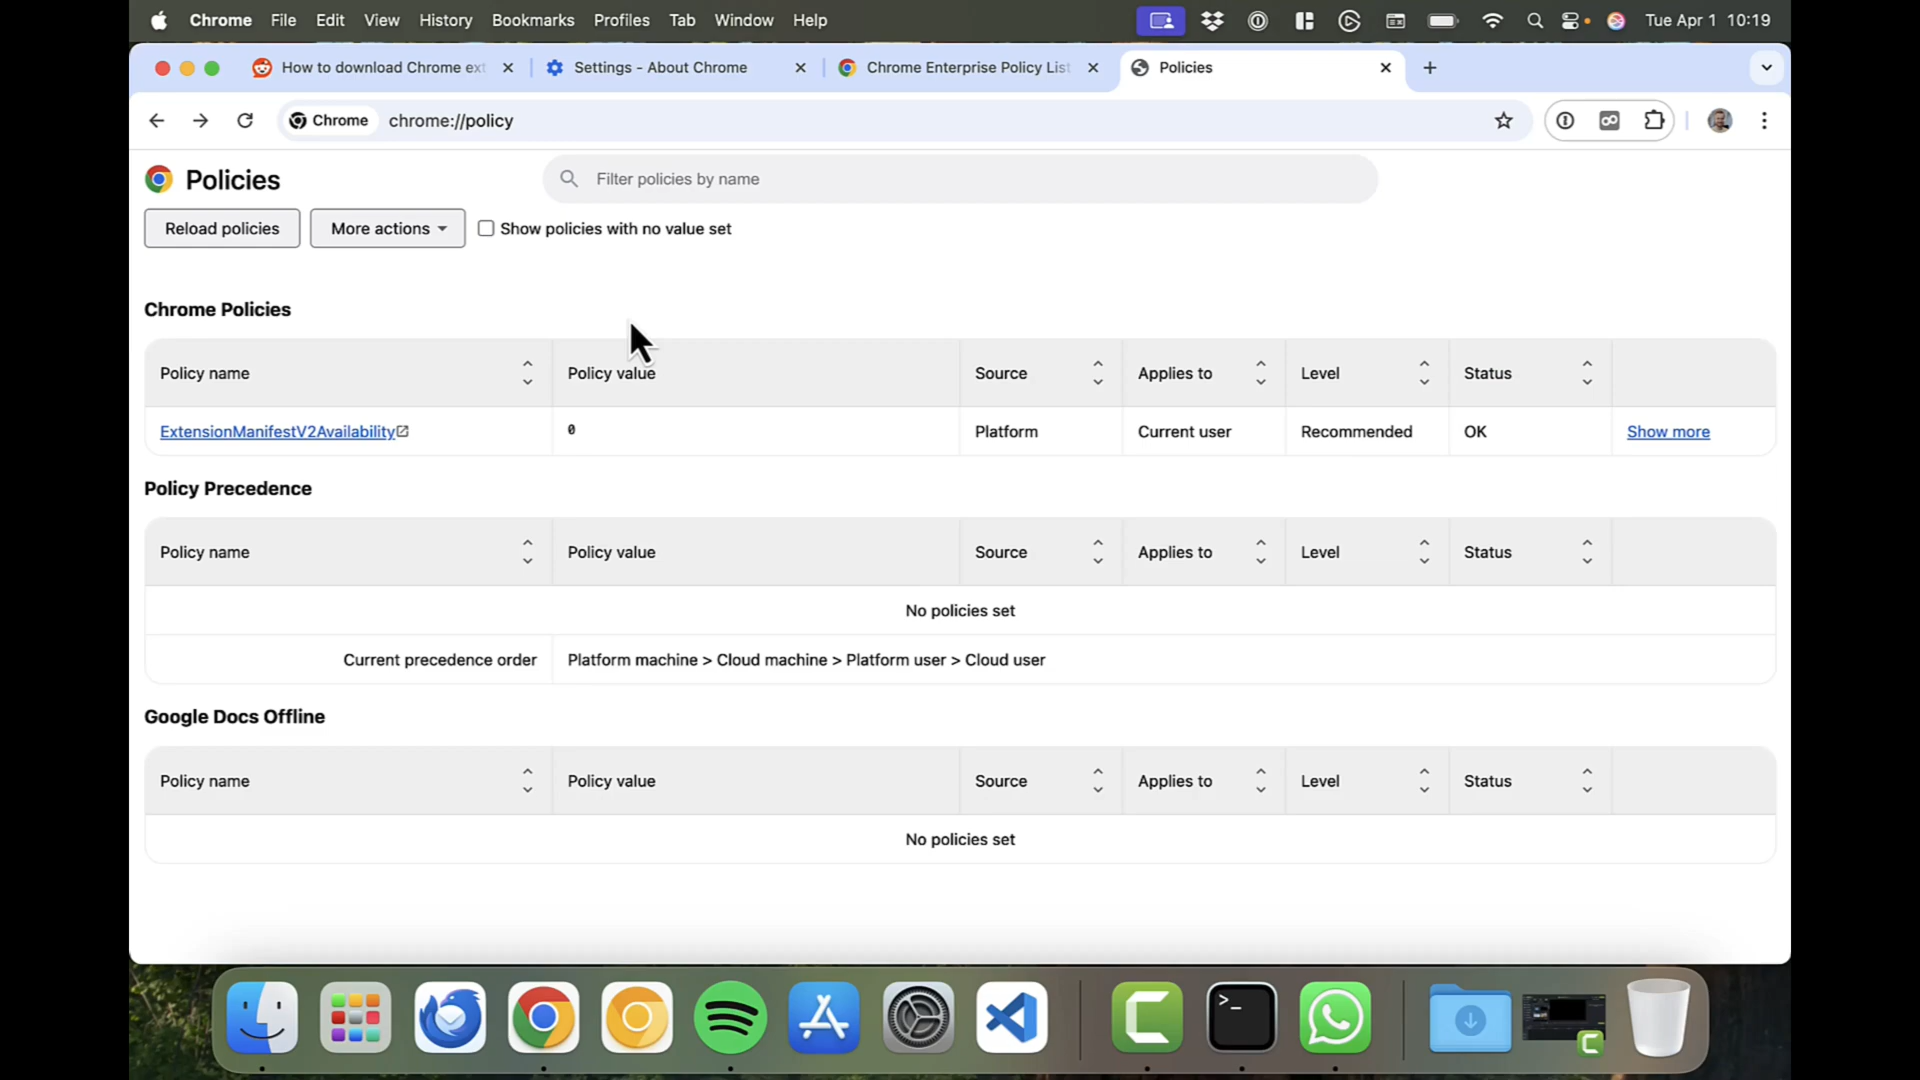 Chrome File Edit View History Bookmarks Profiles Tab Window Help Tue Apr 1 10:19
How to download Chrome ext Settings - About Chrome Chrome Enterprise Policy List Policies
Chrome chrome://policy
Policies Filter policies by name
Reload policies More actions Show policies with no value set
Chrome Policies
Policy name Policy value Source Applies to Level Status
ExtensionManifestV2Availability 0 Platform Current user Recommended OK Show more
Policy Precedence
Policy name Policy value Source Applies to Level Status
No policies set
Current precedence order Platform machine > Cloud machine > Platform user > Cloud user
Google Docs Offline
Policy name Policy value Source Applies to Level Status
No policies set